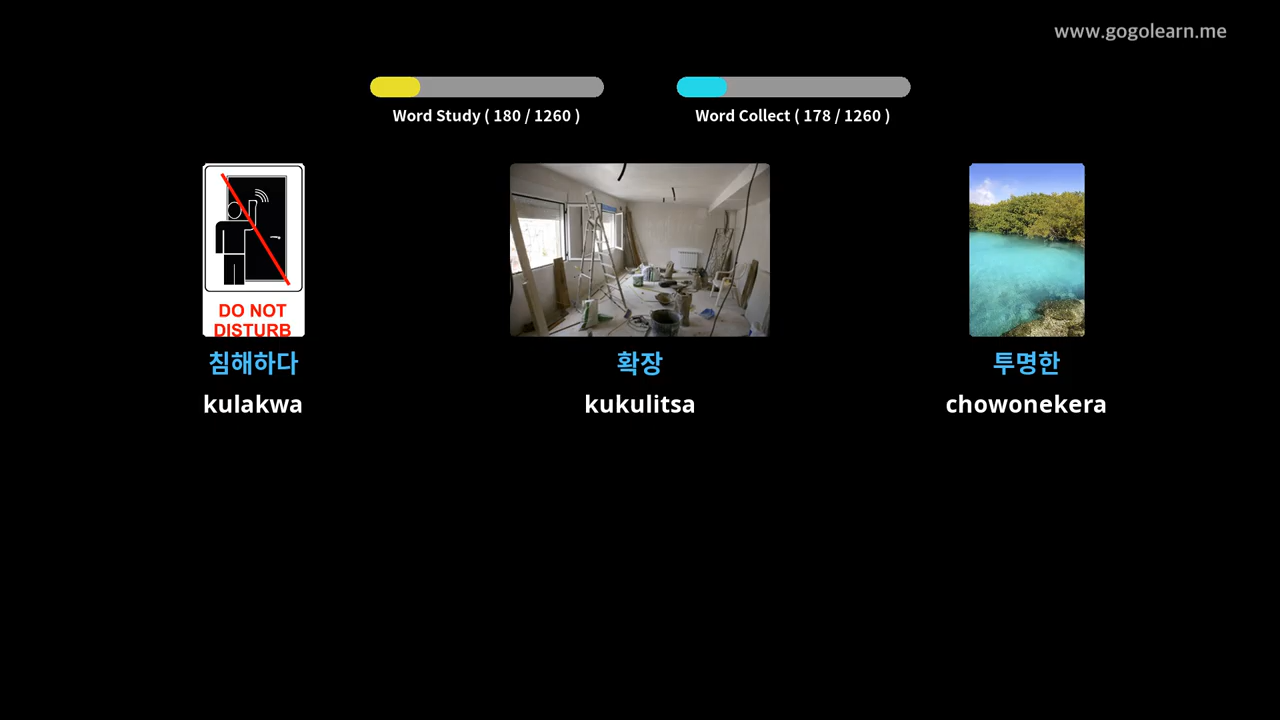 www.gogolearn.me
Word Study ( 180 / 1260 )
Word Collect ( 178 / 1260 )
DO NOT
DISTURB
침해하다
확장
투명한
kulakwa
kukulitsa
chowonekera